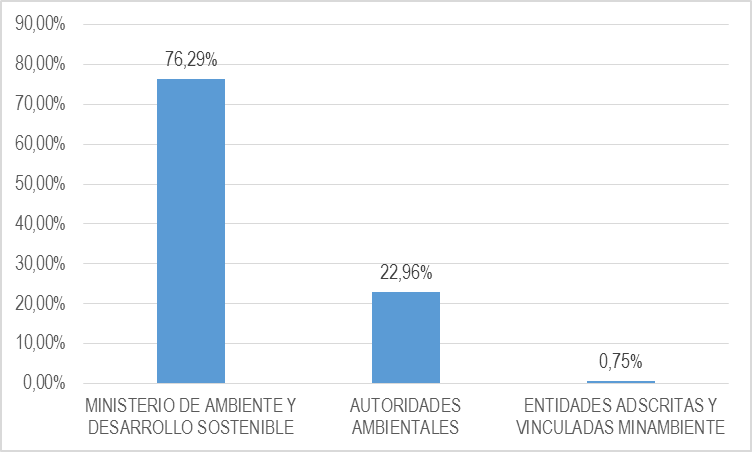 90,00%
80,00%
70,00%
60,00%
50,00%
40,00%
30,00%
20,00%
10,00%
0,00%
76,29%
22,96%
0,75%
MINISTERIO DE AMBIENTE Y
DESARROLLO SOSTENIBLE
AUTORIDADES
AMBIENTALES
ENTIDADES ADSCRITAS Y
VINCULADAS MINAMBIENTE